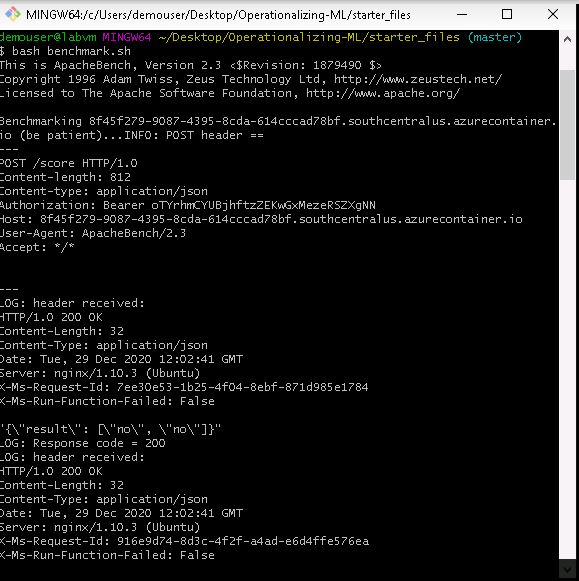 MINGW64:/c/Users/demouser/Desktop/Operationalizing-ML/starter_files
demouser@labvm MINGW64 ~/Desktop/Operationalizing-ML/starter_files (master)
$ bash benchmark.sh
This is ApacheBench, Version 2.3 <$Revision: 1879490 $>
Copyright 1996 Adam Twiss, Zeus Technology Ltd, http://www.zeustech.net/
Licensed to The Apache Software Foundation, http://www.apache.org/

Benchmarking 8f45f279-9087-4395-8cda-614cccad78bf.southcentralus.azurecontainer.
io (be patient)...INFO: POST header ==
---
POST /score HTTP/1.0
Content-length: 812
Content-type: application/json
Authorization: Bearer oTYrhmCYUBjhftzZEKwGxMezeRSZXgNN
Host: 8f45f279-9087-4395-8cda-614cccad78bf.southcentralus.azurecontainer.io
User-Agent: ApacheBench/2.3
Accept: */*

---
LOG: header received:
HTTP/1.0 200 OK
Content-Length: 32
Content-Type: application/json
Date: Tue, 29 Dec 2020 12:02:41 GMT
Server: nginx/1.10.3 (Ubuntu)
X-Ms-Request-Id: 7ee30e53-1b25-4f04-8ebf-871d985e1784
X-Ms-Run-Function-Failed: False

"{\"result\": [\"no\", \"no\"]}"
LOG: Response code = 200
LOG: header received:
HTTP/1.0 200 OK
Content-Length: 32
Content-Type: application/json
Date: Tue, 29 Dec 2020 12:02:41 GMT
Server: nginx/1.10.3 (Ubuntu)
X-Ms-Request-Id: 916e9d74-8d3c-4f2f-a4ad-e6d4ffe576ea
X-Ms-Run-Function-Failed: False